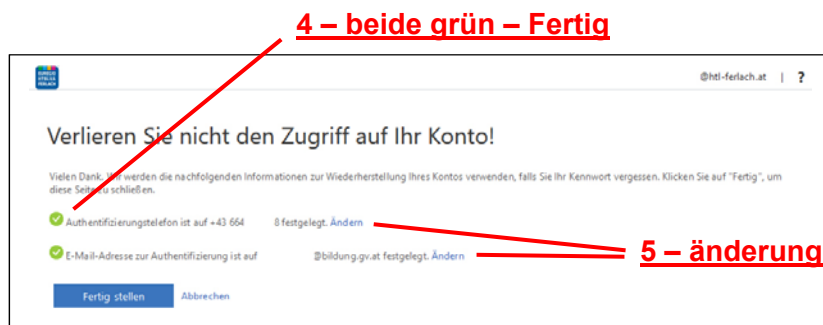 4 – beide grün – Fertig
@htl-ferlach.at | ?
Verlieren Sie nicht den Zugriff auf Ihr Konto!
Vielen Dank. Wir werden die nachfolgenden Informationen zur Wiederherstellung Ihres Kontos verwenden, falls Sie Ihr Kennwort vergessen. Klicken Sie auf "Fertig", um
diese Seite zu schließen.
Authentifizierungstelefon ist auf +43 664 8 festgelegt. Ändern
E-Mail-Adresse zur Authentifizierung ist auf @bildung.gv.at festgelegt. Ändern
5 – änderung
Fertig stellen Abbrechen